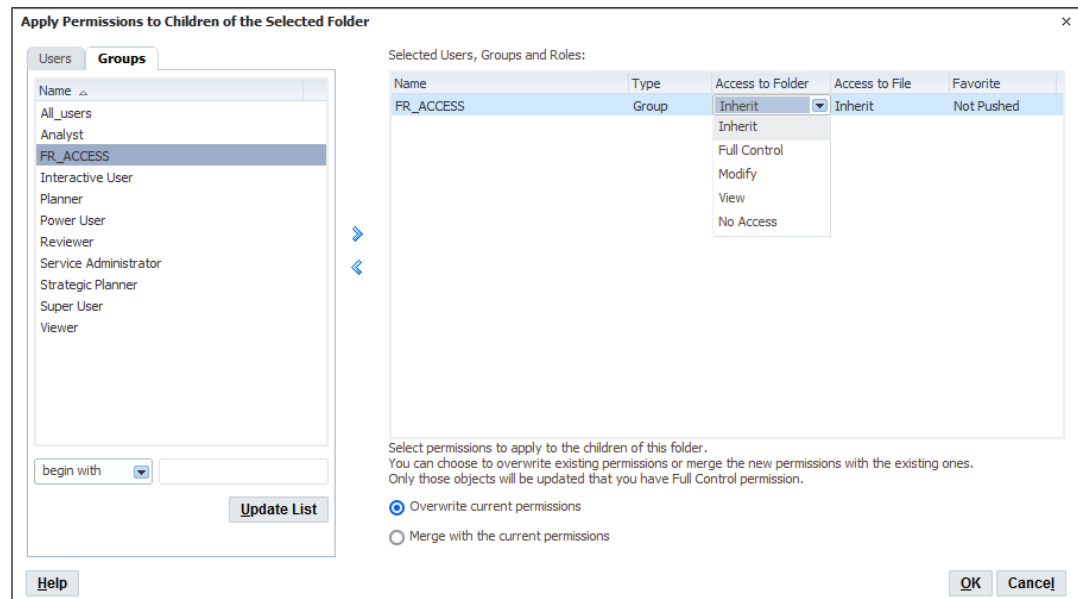 Apply Permissions to Children of the Selected Folder
Users Groups
Name
All_users
Analyst
FR_ACCESS
Interactive User
Planner
Power User
Reviewer
Service Administrator
Strategic Planner
Super User
Viewer
begin with
Update List
Selected Users, Groups and Roles:
Name Type Access to Folder Access to File Favorite
FR_ACCESS Group Inherit Inherit Not Pushed
Inherit
Full Control
Modify
View
No Access
Select permissions to apply to the children of this folder.
You can choose to overwrite existing permissions or merge the new permissions with the existing ones.
Only those objects will be updated that you have Full Control permission.
Overwrite current permissions
Merge with the current permissions
Help OK Cancel